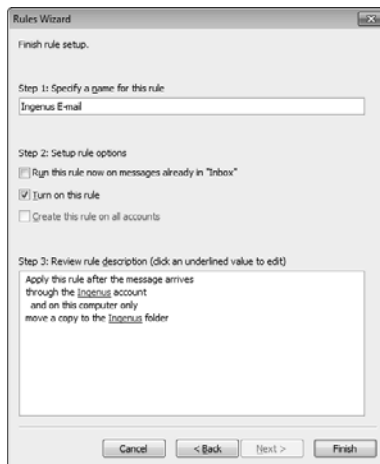 Rules Wizard
Finish rule setup.
Step 1: Specify a name for this rule
Ingenus E-mail
Step 2: Setup rule options
Run this rule now on messages already in "Inbox"
Turn on this rule
Create this rule on all accounts
Step 3: Review rule description (click an underlined value to edit)
Apply this rule after the message arrives
through the Ingenus account
and on this computer only
move a copy to the Ingenus folder
Cancel < Back Next > Finish